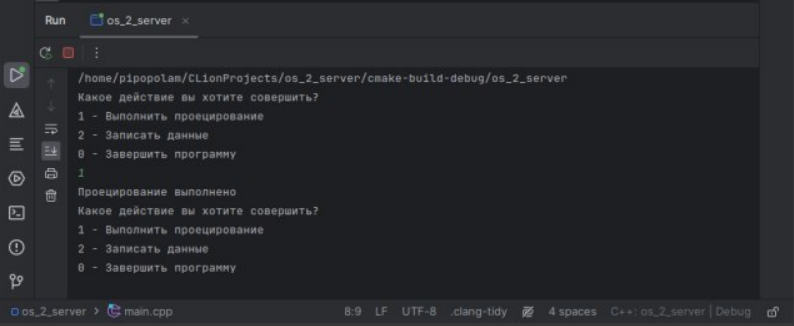 Run os_2_server ×
/home/pipopolam/CLionProjects/os_2_server/cmake-build-debug/os_2_server
Какое действие вы хотите совершить?
1 - Выполнить проецирование
2 - Записать данные
0 - Завершить программу
1
Проецирование выполнено
Какое действие вы хотите совершить?
1 - Выполнить проецирование
2 - Записать данные
0 - Завершить программу
os_2_server > main.cpp 8:9 LF UTF-8 .clang-tidy 4 spaces C++: os_2_server | Debug